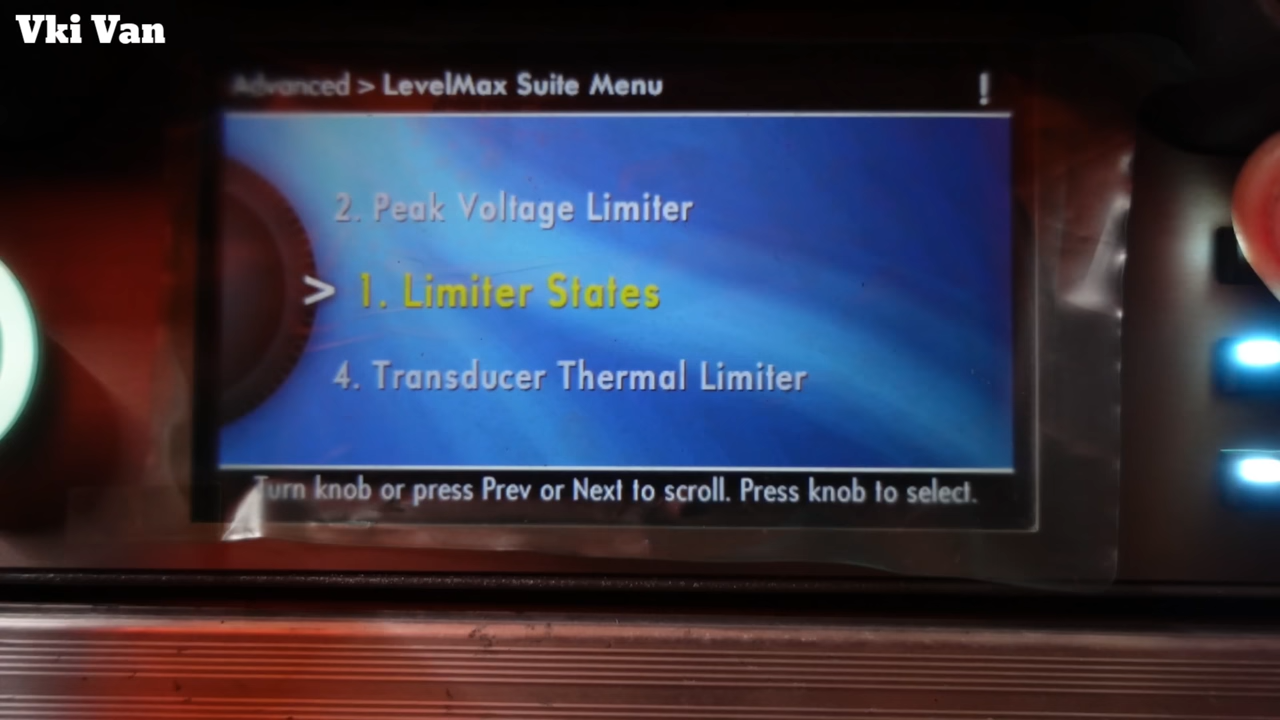 Vki Van
Advanced > LevelMax Suite Menu !
2. Peak Voltage Limiter
> 1. Limiter States
4. Transducer Thermal Limiter
Turn knob or press Prev or Next to scroll. Press knob to select.